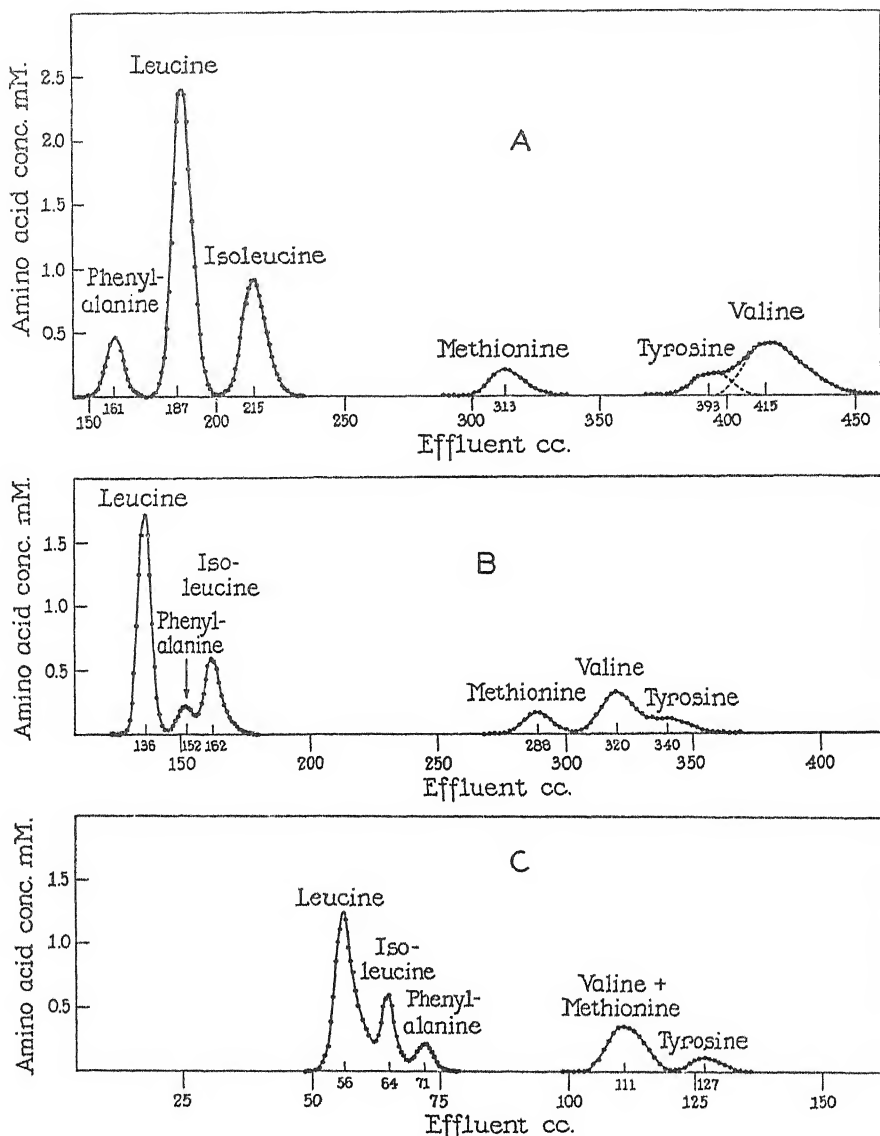 A
Amino acid conc. mM.
2.5
2.0
1.5
1.0
0.5
Leucine
Phenyl-
alanine
Isoleucine
Methionine
Tyrosine
Valine
161
187
215
313
393
415
150
200
250
300
350
400
450
Effluent cc.
B
Amino acid conc. mM.
1.5
1.0
0.5
Leucine
Iso-
leucine
Phenyl-
alanine
Methionine
Valine
Tyrosine
136
152
162
288
320
340
150
200
250
300
350
400
Effluent cc.
C
Amino acid conc. mM.
1.5
1.0
0.5
Leucine
Iso-
leucine
Phenyl-
alanine
Valine +
Methionine
Tyrosine
56
64
71
111
127
25
50
75
100
125
150
Effluent cc.